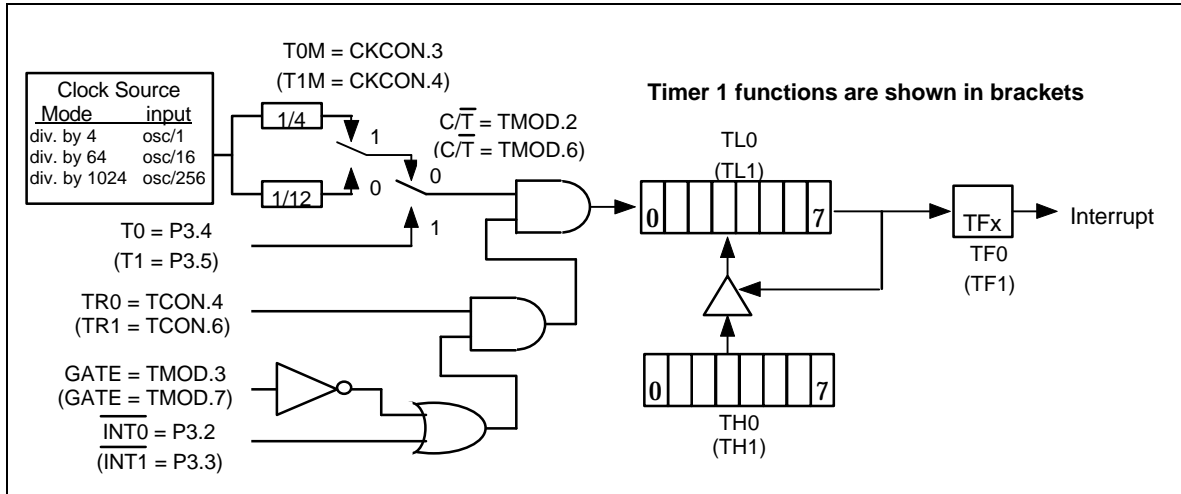 T0M = CKCON.3
(T1M = CKCON.4)
Clock Source
Mode input
div. by 4 osc/1
div. by 64 osc/16
div. by 1024 osc/256
1/4
1/12
1
0
C/T̅ = TMOD.2
(C/T̅ = TMOD.6)
0
1
T0 = P3.4
(T1 = P3.5)
TR0 = TCON.4
(TR1 = TCON.6)
GATE = TMOD.3
(GATE = TMOD.7)
I̅N̅T̅0̅ = P3.2
(I̅N̅T̅1̅ = P3.3)
Timer 1 functions are shown in brackets
TL0
(TL1)
0 7
TFx
TF0
(TF1)
Interrupt
0 7
TH0
(TH1)